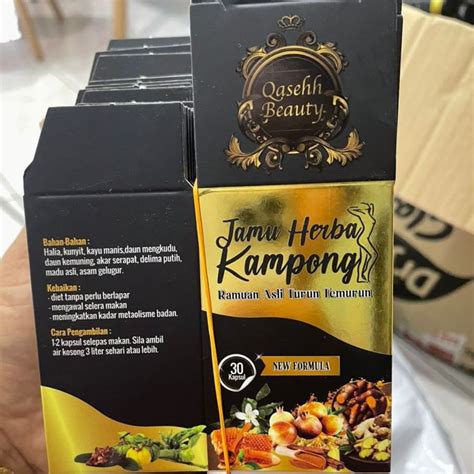 Qasehh
Beauty
Jamu Herba
Kampong
Ramuan Asli Turun Temurun
30
Kapsul
NEW FORMULA
Bahan-Bahan :
Halia, kunyit, kayu manis,daun mengkudu,
daun kemuning, akar serapat, delima putih,
madu asli, asam gelugur.
Kebaikan :
- diet tanpa perlu berlapar
- mengawal selera makan
- meningkatkan kadar metaolisme badan.
Cara Pengambilan :
1-2 kapsul selepas makan. Sila ambil
air kosong 3 liter sehari atau lebih.